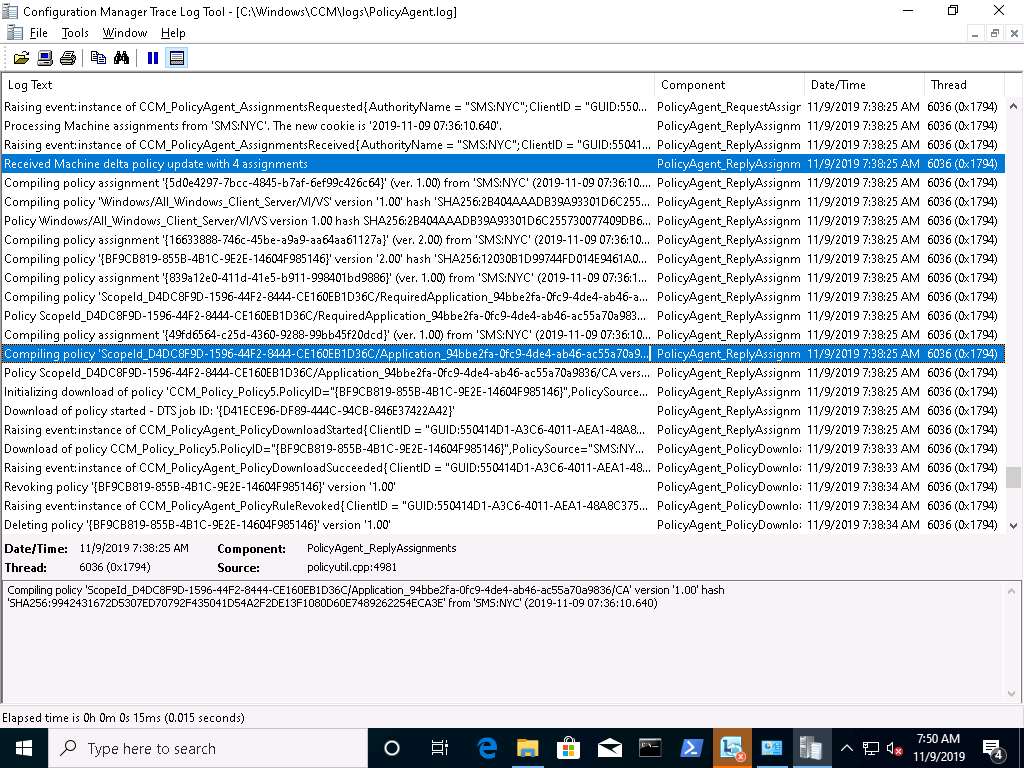 Configuration Manager Trace Log Tool - [C:\Windows\CCM\logs\PolicyAgent.log]
File Tools Window Help
Log Text Component Date/Time Thread
Raising event:instance of CCM_PolicyAgent_AssignmentsRequested{AuthorityName = "SMS:NYC";ClientID = "GUID:550... PolicyAgent_RequestAssigr 11/9/2019 7:38:25 AM 6036 (0x1794)
Processing Machine assignments from 'SMS:NYC'. The new cookie is '2019-11-09 07:36:10.640'. PolicyAgent_ReplyAssignm 11/9/2019 7:38:25 AM 6036 (0x1794)
Raising event:instance of CCM_PolicyAgent_AssignmentsReceived{AuthorityName = "SMS:NYC";ClientID = "GUID:55041... PolicyAgent_ReplyAssignm 11/9/2019 7:38:25 AM 6036 (0x1794)
Received Machine delta policy update with 4 assignments PolicyAgent_ReplyAssignm 11/9/2019 7:38:25 AM 6036 (0x1794)
Compiling policy assignment '{5d0e4297-7bcc-4845-b7af-6ef99c426c64}' (ver. 1.00) from 'SMS:NYC' (2019-11-09 07:36:10.... PolicyAgent_ReplyAssignm 11/9/2019 7:38:25 AM 6036 (0x1794)
Compiling policy 'Windows/All_Windows_Client_Server/VI/VS' version '1.00' hash 'SHA256:2B404AAADB39A93301D6C255... PolicyAgent_ReplyAssignm 11/9/2019 7:38:25 AM 6036 (0x1794)
Policy Windows/All_Windows_Client_Server/VI/VS version 1.00 hash SHA256:2B404AAADB39A93301D6C255730077409DB6... PolicyAgent_ReplyAssignm 11/9/2019 7:38:25 AM 6036 (0x1794)
Compiling policy assignment '{16633888-746c-45be-a9a9-aa64aa61127a}' (ver. 2.00) from 'SMS:NYC' (2019-11-09 07:36:10... PolicyAgent_ReplyAssignm 11/9/2019 7:38:25 AM 6036 (0x1794)
Compiling policy '{BF9CB819-855B-4B1C-9E2E-14604F985146}' version '2.00' hash 'SHA256:12030B1D99744FD014E9461A0... PolicyAgent_ReplyAssignm 11/9/2019 7:38:25 AM 6036 (0x1794)
Compiling policy assignment '{839a12e0-411d-41e5-b911-998401bd9886}' (ver. 1.00) from 'SMS:NYC' (2019-11-09 07:36:1... PolicyAgent_ReplyAssignm 11/9/2019 7:38:25 AM 6036 (0x1794)
Compiling policy 'ScopeId_D4DC8F9D-1596-44F2-8444-CE160EB1D36C/RequiredApplication_94bbe2fa-0fc9-4de4-ab46-a... PolicyAgent_ReplyAssignm 11/9/2019 7:38:25 AM 6036 (0x1794)
Policy ScopeId_D4DC8F9D-1596-44F2-8444-CE160EB1D36C/RequiredApplication_94bbe2fa-0fc9-4de4-ab46-ac55a70a983... PolicyAgent_ReplyAssignm 11/9/2019 7:38:25 AM 6036 (0x1794)
Compiling policy assignment '{49fd6564-c25d-4360-9288-99bb45f20dcd}' (ver. 1.00) from 'SMS:NYC' (2019-11-09 07:36:10... PolicyAgent_ReplyAssignm 11/9/2019 7:38:25 AM 6036 (0x1794)
Compiling policy 'ScopeId_D4DC8F9D-1596-44F2-8444-CE160EB1D36C/Application_94bbe2fa-0fc9-4de4-ab46-ac55a70a9... PolicyAgent_ReplyAssignm 11/9/2019 7:38:25 AM 6036 (0x1794)
Policy ScopeId_D4DC8F9D-1596-44F2-8444-CE160EB1D36C/Application_94bbe2fa-0fc9-4de4-ab46-ac55a70a9836/CA vers... PolicyAgent_ReplyAssignm 11/9/2019 7:38:25 AM 6036 (0x1794)
Initializing download of policy 'CCM_Policy_Policy5.PolicyID="{BF9CB819-855B-4B1C-9E2E-14604F985146}",PolicySource... PolicyAgent_ReplyAssignm 11/9/2019 7:38:25 AM 6036 (0x1794)
Download of policy started - DTS job ID: '{D41ECE96-DF89-444C-94CB-846E37422A42}' PolicyAgent_ReplyAssignm 11/9/2019 7:38:25 AM 6036 (0x1794)
Raising event:instance of CCM_PolicyAgent_PolicyDownloadStarted{ClientID = "GUID:550414D1-A3C6-4011-AEA1-48A8... PolicyAgent_ReplyAssignm 11/9/2019 7:38:25 AM 6036 (0x1794)
Download of policy CCM_Policy_Policy5.PolicyID="{BF9CB819-855B-4B1C-9E2E-14604F985146}",PolicySource="SMS:NY... PolicyAgent_PolicyDownlo: 11/9/2019 7:38:33 AM 6036 (0x1794)
Raising event:instance of CCM_PolicyAgent_PolicyDownloadSucceeded{ClientID = "GUID:550414D1-A3C6-4011-AEA1-48... PolicyAgent_PolicyDownlo: 11/9/2019 7:38:33 AM 6036 (0x1794)
Revoking policy '{BF9CB819-855B-4B1C-9E2E-14604F985146}' version '1.00' PolicyAgent_PolicyDownlo: 11/9/2019 7:38:34 AM 6036 (0x1794)
Raising event:instance of CCM_PolicyAgent_PolicyRuleRevoked{ClientID = "GUID:550414D1-A3C6-4011-AEA1-48A8C375... PolicyAgent_PolicyDownlo: 11/9/2019 7:38:34 AM 6036 (0x1794)
Deleting policy '{BF9CB819-855B-4B1C-9E2E-14604F985146}' version '1.00' PolicyAgent_PolicyDownlo: 11/9/2019 7:38:34 AM 6036 (0x1794)
Date/Time: 11/9/2019 7:38:25 AM Component: PolicyAgent_ReplyAssignments
Thread: 6036 (0x1794) Source: policyutil.cpp:4981
Compiling policy 'ScopeId_D4DC8F9D-1596-44F2-8444-CE160EB1D36C/Application_94bbe2fa-0fc9-4de4-ab46-ac55a70a9836/CA' version '1.00' hash
'SHA256:9942431672D5307ED70792F435041D54A2F2DE13F1080D60E7489262254ECA3E' from 'SMS:NYC' (2019-11-09 07:36:10.640)
Elapsed time is 0h 0m 0s 15ms (0.015 seconds)
Type here to search
7:50 AM
11/9/2019
4